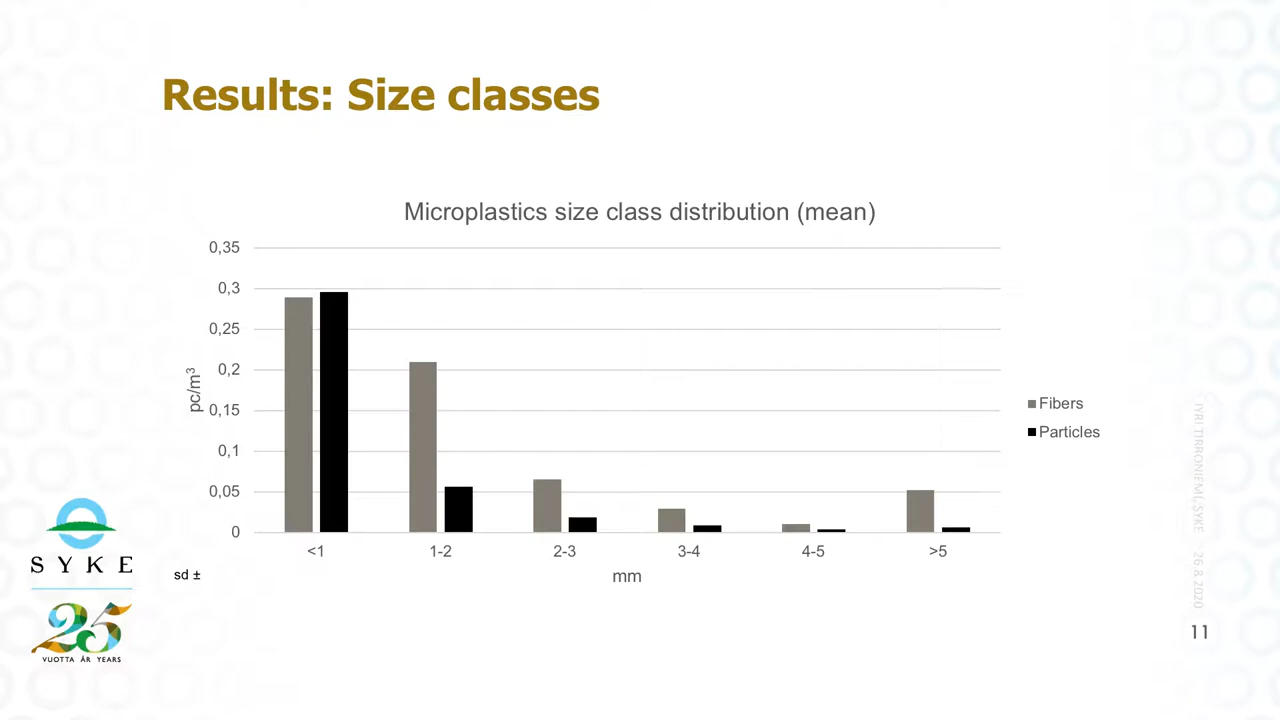 Results: Size classes
Microplastics size class distribution (mean)
0,35
0,3
0,25
0,2
0,15
0,1
0,05
0
pc/m³
<1
1-2
2-3
3-4
4-5
>5
mm
Fibers
Particles
sd ±
SYKE
25
VUOTTA ÅR YEARS
TIRRONIEMI, SYKE
26.8.2020
11